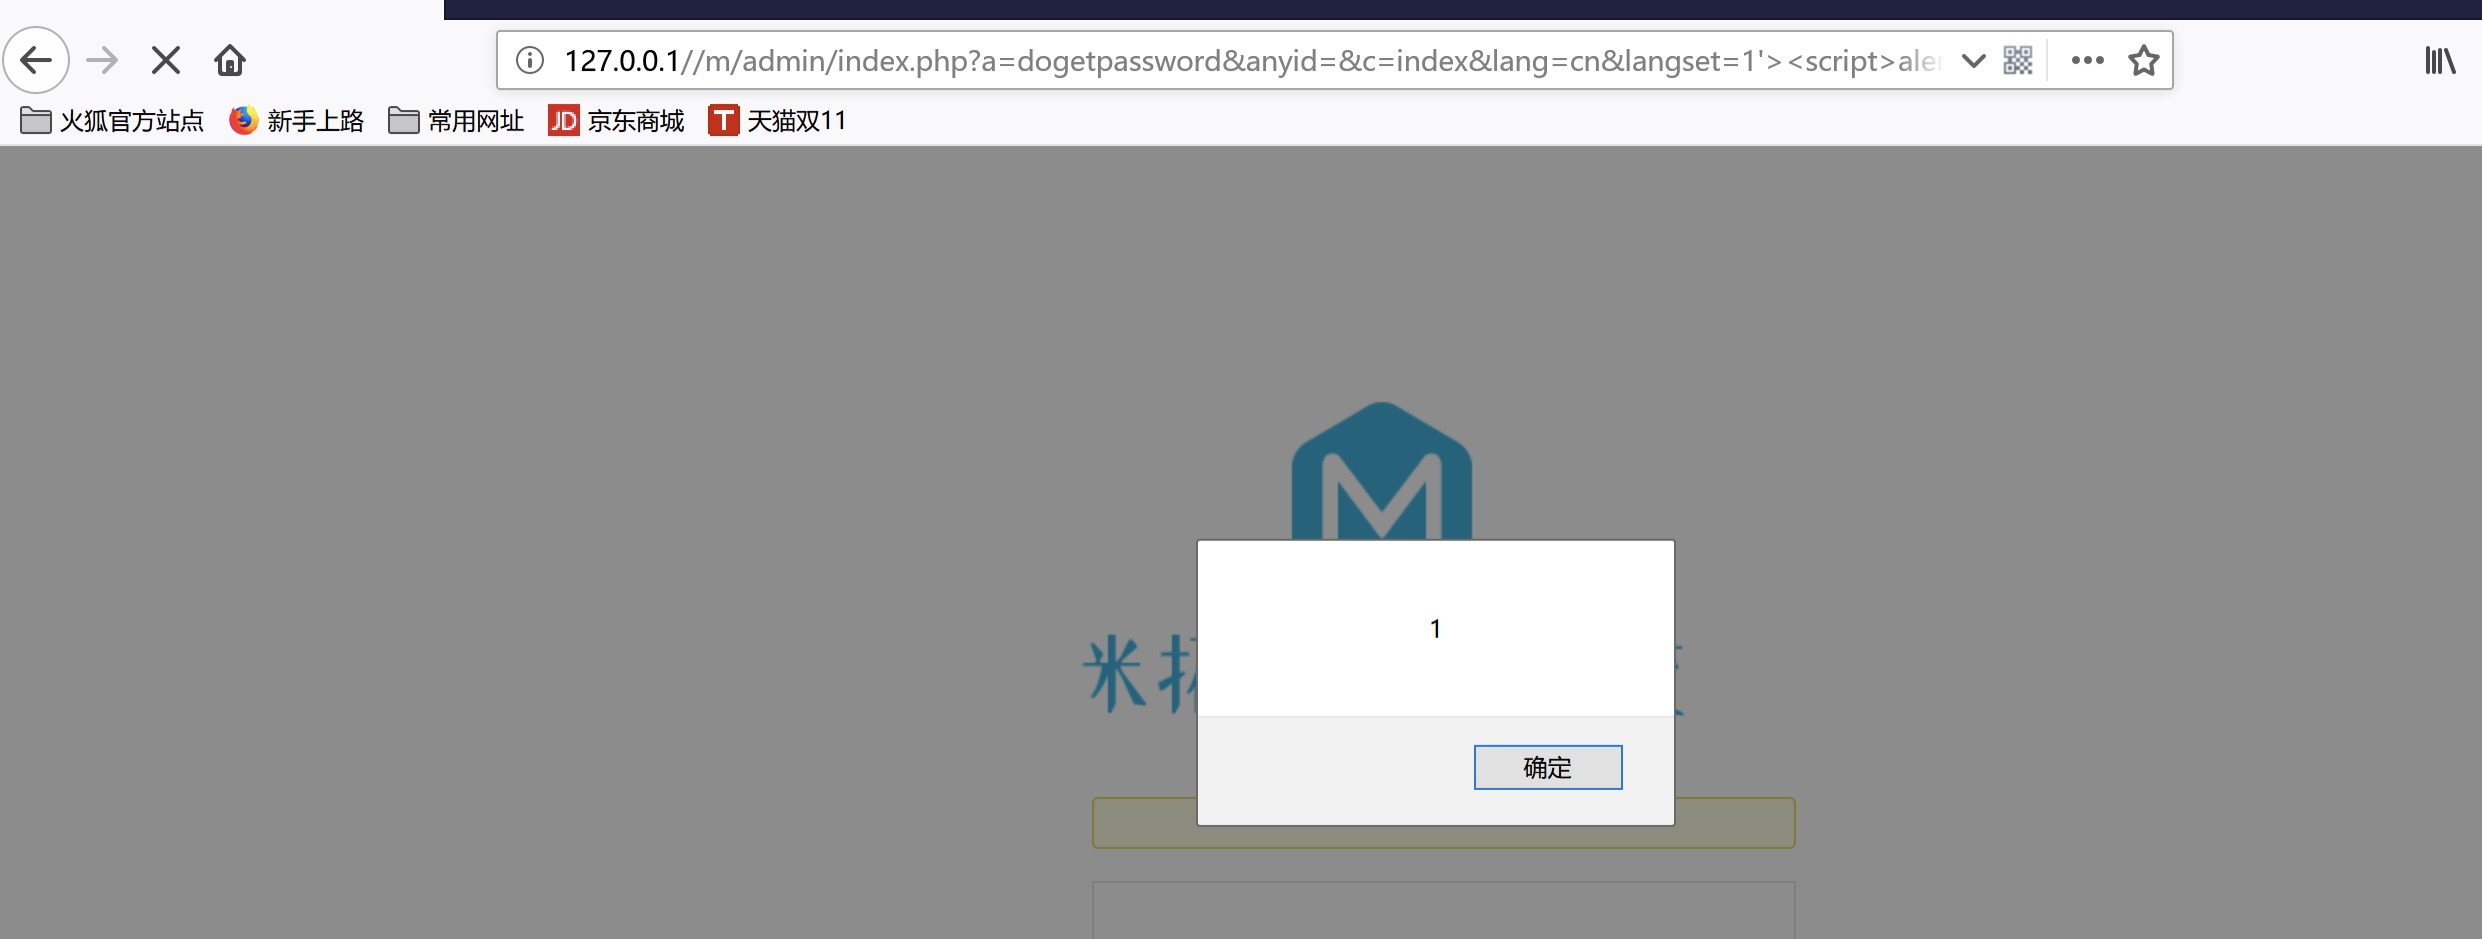 127.0.0.1//m/admin/index.php?a=dogetpassword&anyid=&c=index&lang=cn&langset=1'><script>aler
火狐官方站点 新手上路 常用网址 JD 京东商城 T 天猫双11
M
米拓
1
确定